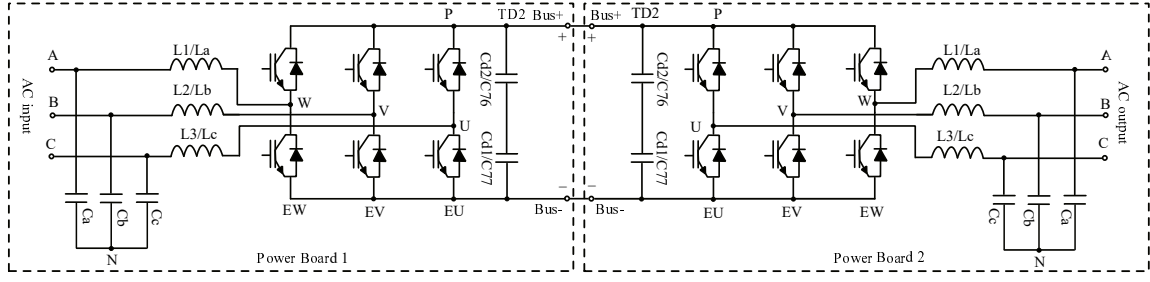 P
TD2 Bus+
+
A
L1/La
W
Cd2/C76
AC input
B
L2/Lb
V
C
L3/Lc
U
Cd1/C77
Ca
Cb
Cc
EW
EV
EU
−
Bus-
N
Power Board 1
Bus+
+
TD2
P
Cd2/C76
L1/La
A
W
L2/Lb
B
V
AC output
U
L3/Lc
C
Cd1/C77
−
Bus-
EU
EV
EW
Cc
Cb
Ca
Power Board 2
N